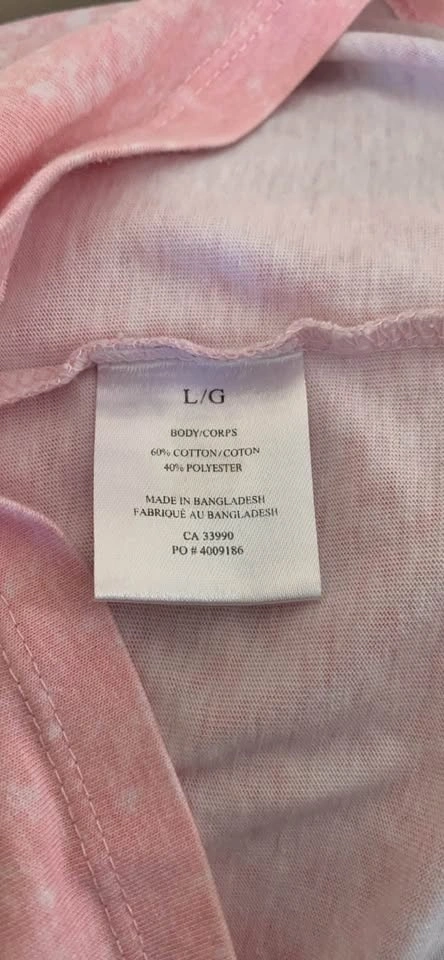 L/G
BODY/CORPS
60% COTTON/COTON
40% POLYESTER
MADE IN BANGLADESH
FABRIQUÉ AU BANGLADESH
CA 33990
PO # 4009186